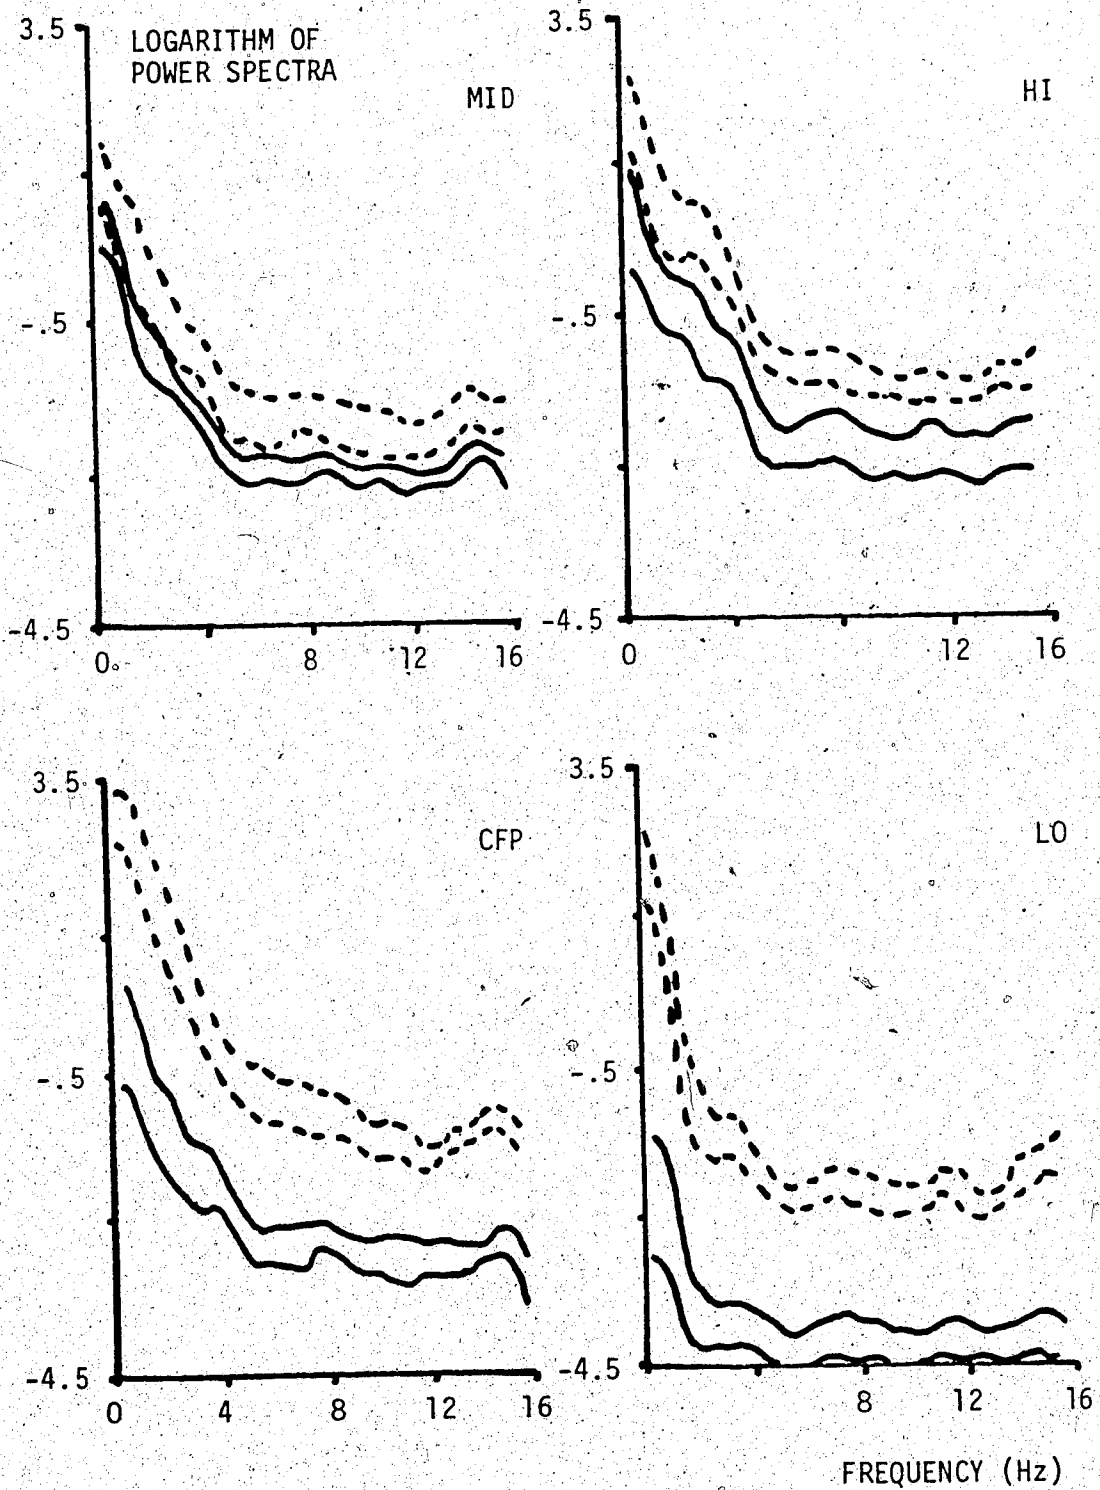 3.5
LOGARITHM OF
POWER SPECTRA
MID
-.5
-4.5
0 8 12 16
3.5
HI
-.5
-4.5
0 12 16
3.5
CFP
-.5
-4.5
0 4 8 12 16
3.5
LO
-.5
-4.5
8 12 16
FREQUENCY (Hz)